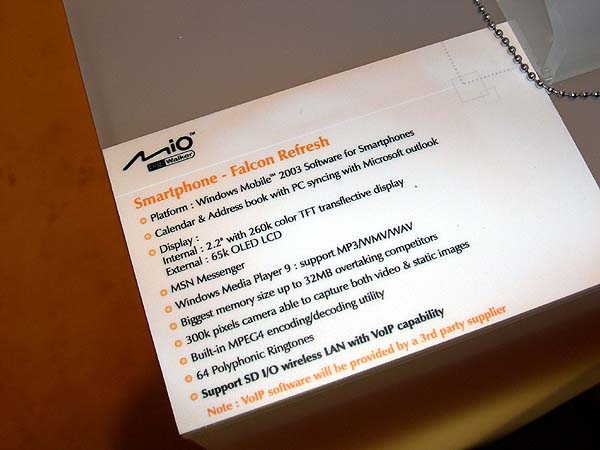 Mio™
Walker
Smartphone - Falcon Refresh
Platform : Windows Mobile™ 2003 Software for Smartphones
Calendar & Address book with PC syncing with Microsoft outlook
Display :
Internal : 2.2" with 260k color TFT transflective display
External : 65k OLED LCD
MSN Messenger
Windows Media Player 9 : support MP3/WMV/WAV
Biggest memory size up to 32MB overtaking competitors
300k pixels camera able to capture both video & static images
Built-in MPEG4 encoding/decoding utility
64 Polyphonic Ringtones
Support SD I/O wireless LAN with VoIP capability
Note : VoIP software will be provided by a 3rd party supplier